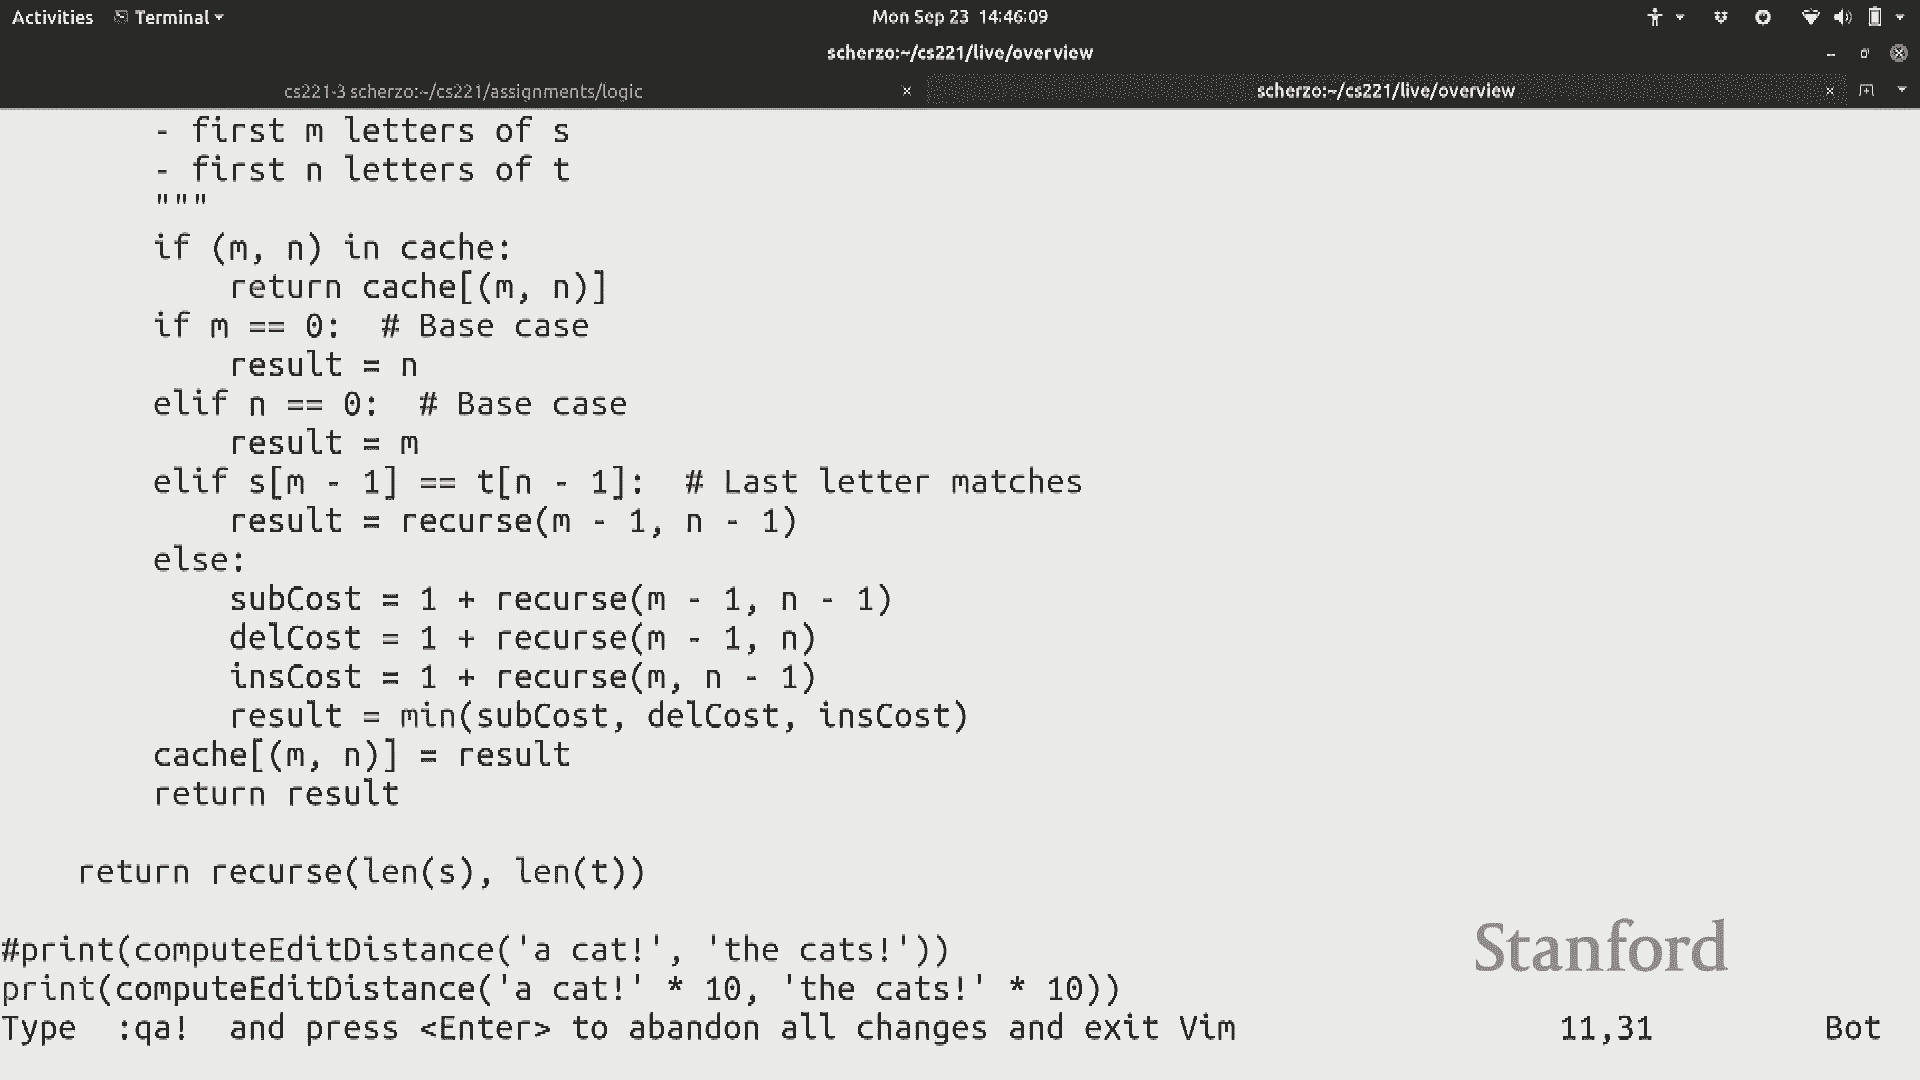 Activities Terminal Mon Sep 23 14:46:09
scherzo:~/cs221/live/overview
cs221-3 scherzo:~/cs221/assignments/logic × scherzo:~/cs221/live/overview ×
- first m letters of s
- first n letters of t
"""
if (m, n) in cache:
return cache[(m, n)]
if m == 0: # Base case
result = n
elif n == 0: # Base case
result = m
elif s[m - 1] == t[n - 1]: # Last letter matches
result = recurse(m - 1, n - 1)
else:
subCost = 1 + recurse(m - 1, n - 1)
delCost = 1 + recurse(m - 1, n)
insCost = 1 + recurse(m, n - 1)
result = min(subCost, delCost, insCost)
cache[(m, n)] = result
return result
return recurse(len(s), len(t))
#print(computeEditDistance('a cat!', 'the cats!'))
print(computeEditDistance('a cat!' * 10, 'the cats!' * 10))
Stanford
Type :qa! and press <Enter> to abandon all changes and exit Vim 11,31 Bot